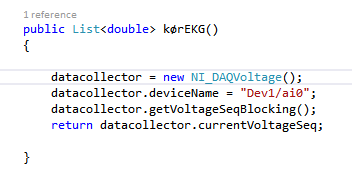 1 reference
public List<double> kørEKG()
{
datacollector = new NI_DAQVoltage();
datacollector.deviceName = "Dev1/ai0";
datacollector.getVoltageSeqBlocking();
return datacollector.currentVoltageSeq;
}